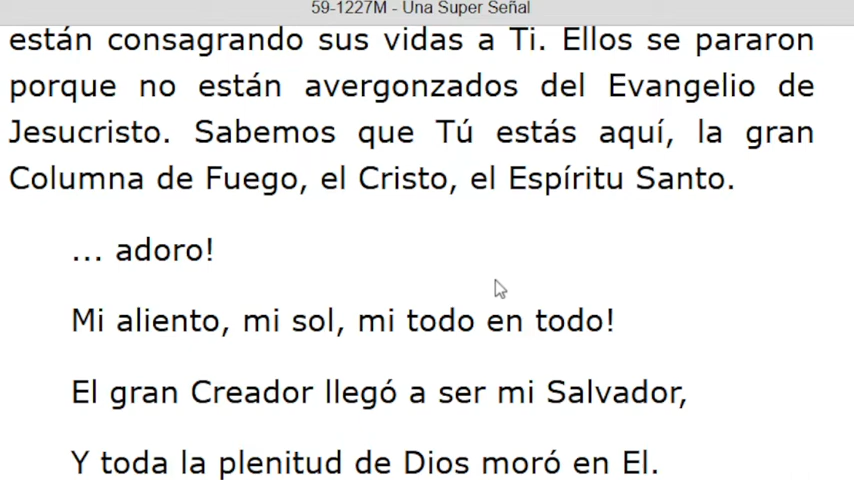 59-1227M - Una Super Señal
están consagrando sus vidas a Ti. Ellos se pararon
porque no están avergonzados del Evangelio de
Jesucristo. Sabemos que Tú estás aquí, la gran
Columna de Fuego, el Cristo, el Espíritu Santo.
... adoro!
Mi aliento, mi sol, mi todo en todo!
El gran Creador llegó a ser mi Salvador,
Y toda la plenitud de Dios moró en El.